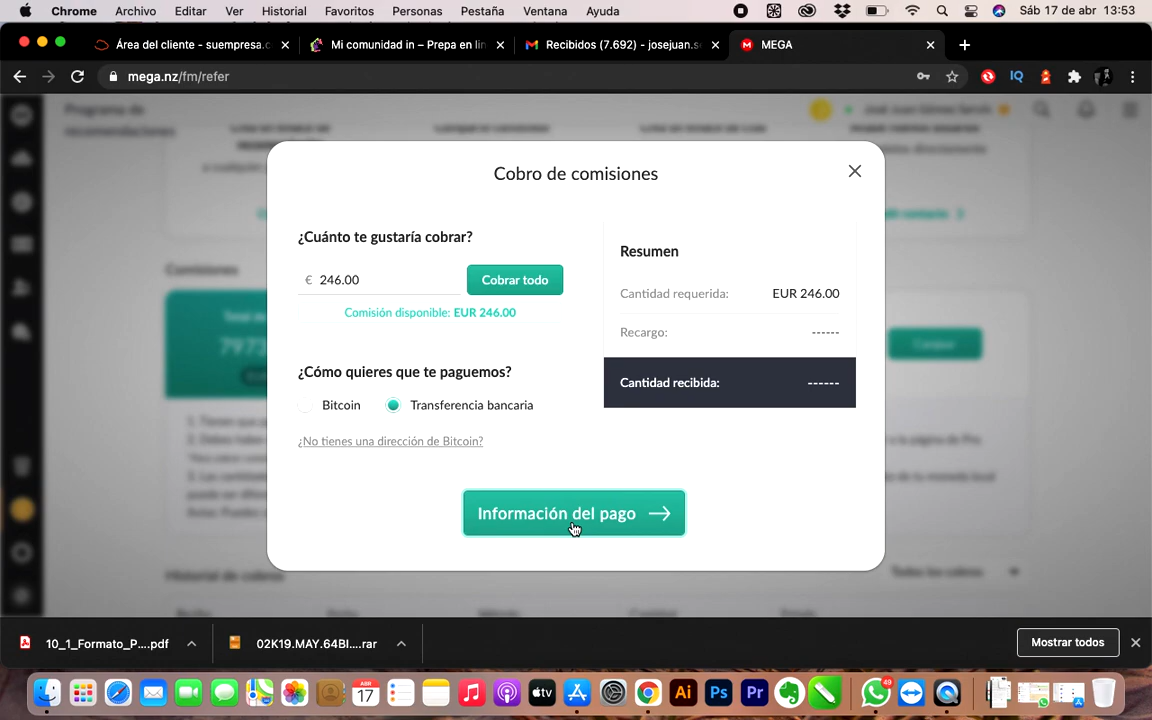 Chrome Archivo Editar Ver Historial Favoritos Personas Pestaña Ventana Ayuda Sáb 17 de abr 13:53
Área del cliente - suempresa.c Mi comunidad in – Prepa en lin Recibidos (7.692) - josejuan.s MEGA
mega.nz/fm/refer IQ
Programa de
recomendaciones
Cobro de comisiones
¿Cuánto te gustaría cobrar?
€ 246.00 Cobrar todo
Comisión disponible: EUR 246.00
¿Cómo quieres que te paguemos?
Bitcoin Transferencia bancaria
¿No tienes una dirección de Bitcoin?
Información del pago
Resumen
Cantidad requerida: EUR 246.00
Recargo: ------
Cantidad recibida: ------
Comisiones
Historial de cobros Todos los cobros
10_1_Formato_P....pdf 02K19.MAY.64BI....rar Mostrar todos
ABR
17
tv
Ai Ps Pr
49